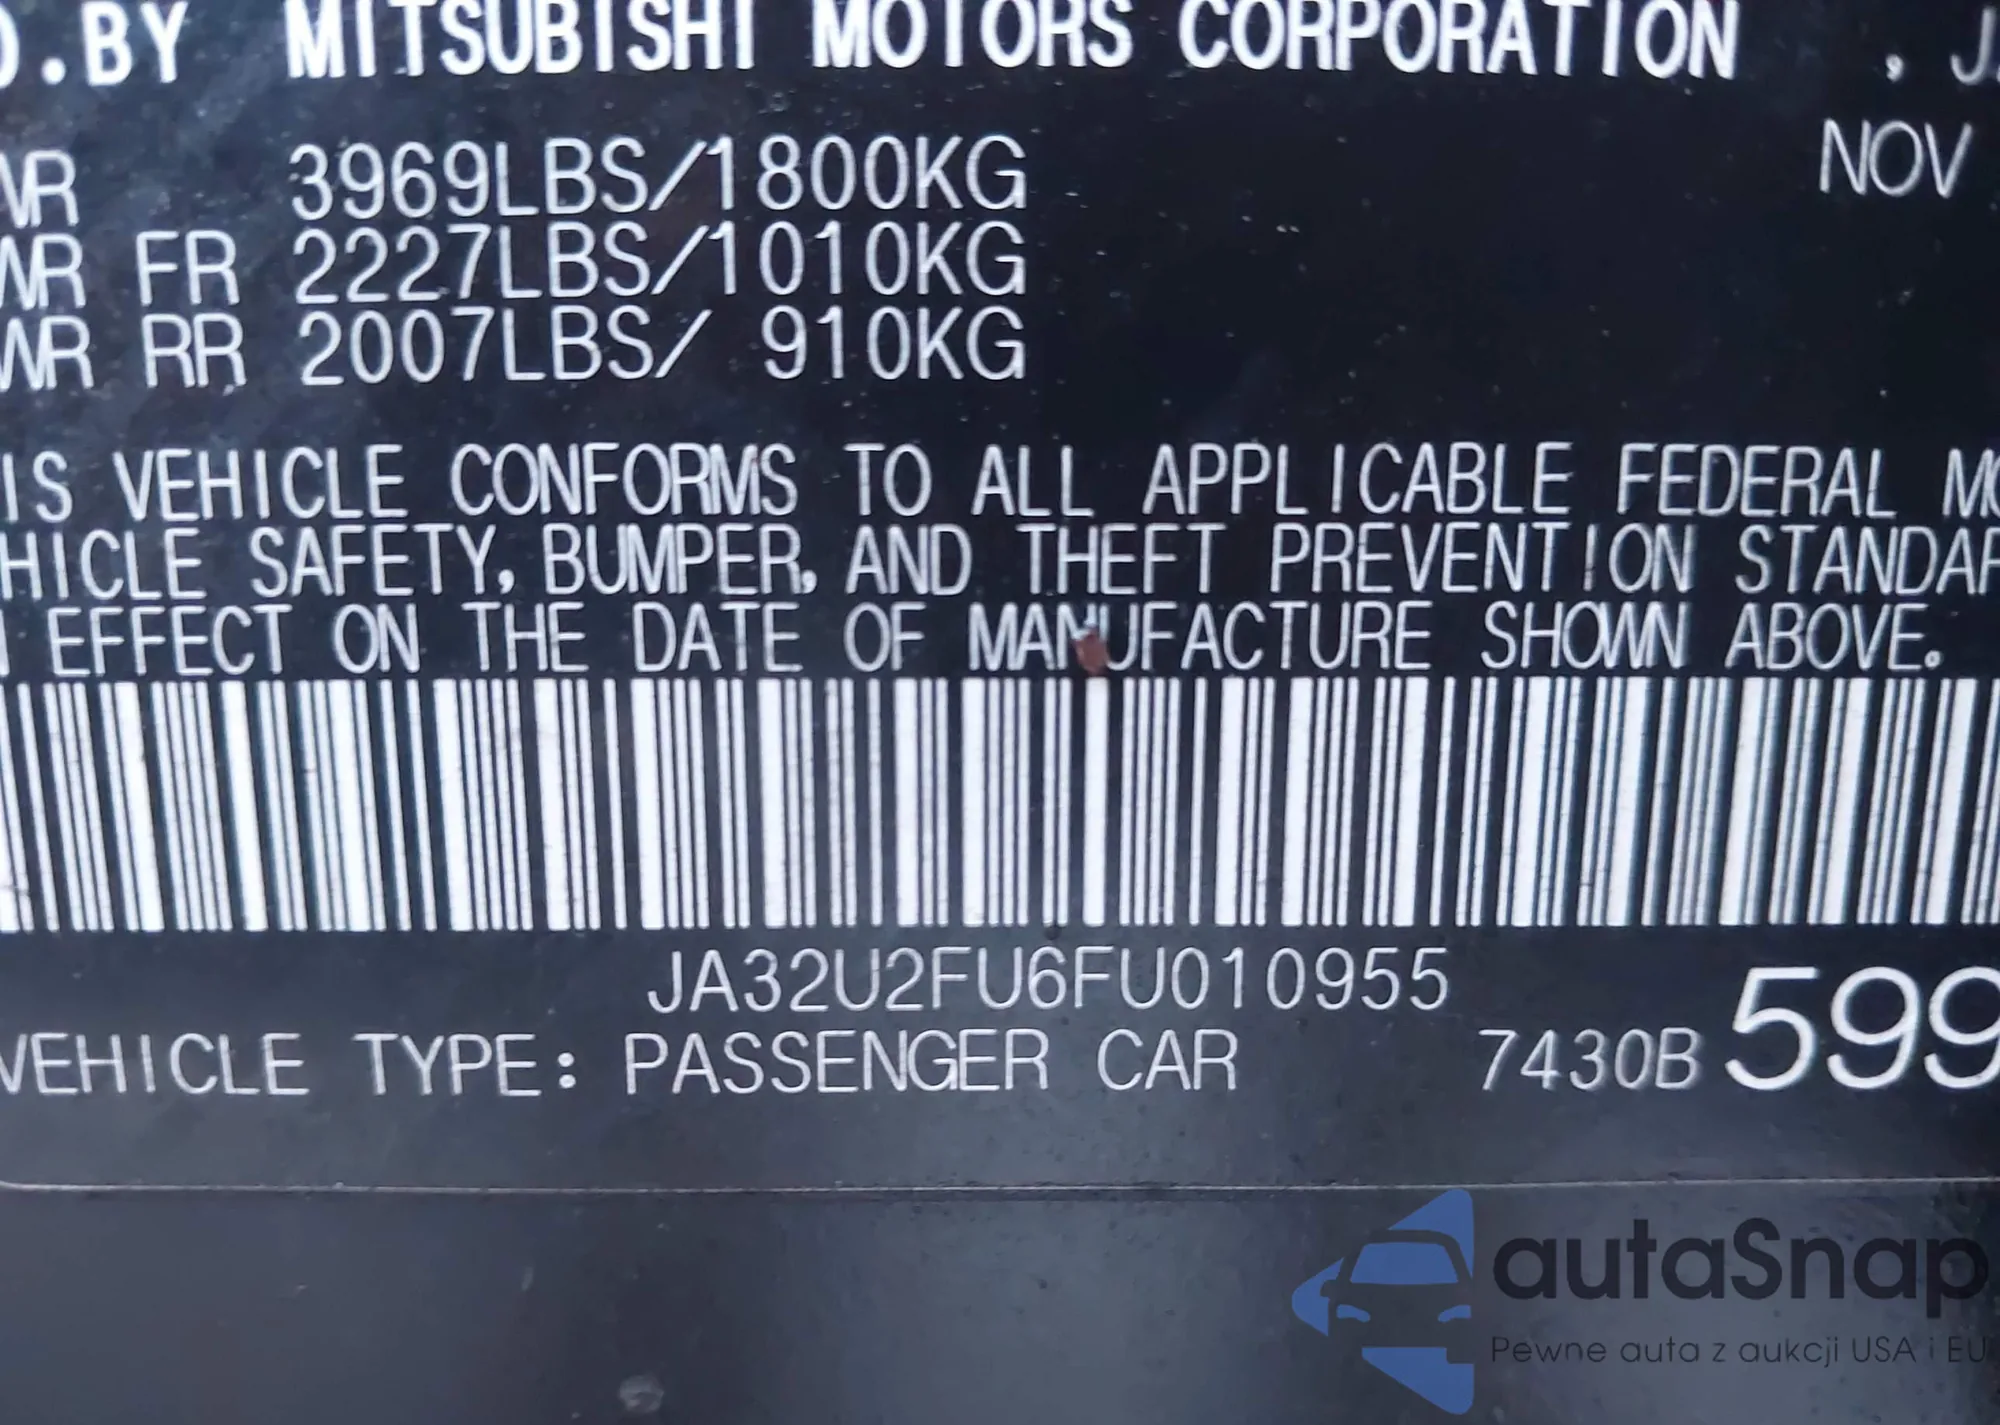 D.BY MITSUBISHI MOTORS CORPORATION , JA
NOV
WR 3969LBS/1800KG
WR FR 2227LBS/1010KG
WR RR 2007LBS/ 910KG
IS VEHICLE CONFORMS TO ALL APPLICABLE FEDERAL MO
HICLE SAFETY, BUMPER, AND THEFT PREVENTION STANDAR
N EFFECT ON THE DATE OF MANUFACTURE SHOWN ABOVE.
JA32U2FU6FU010955
VEHICLE TYPE: PASSENGER CAR 7430B 599
autaSnap
Pewne auta z aukcji USA i EU